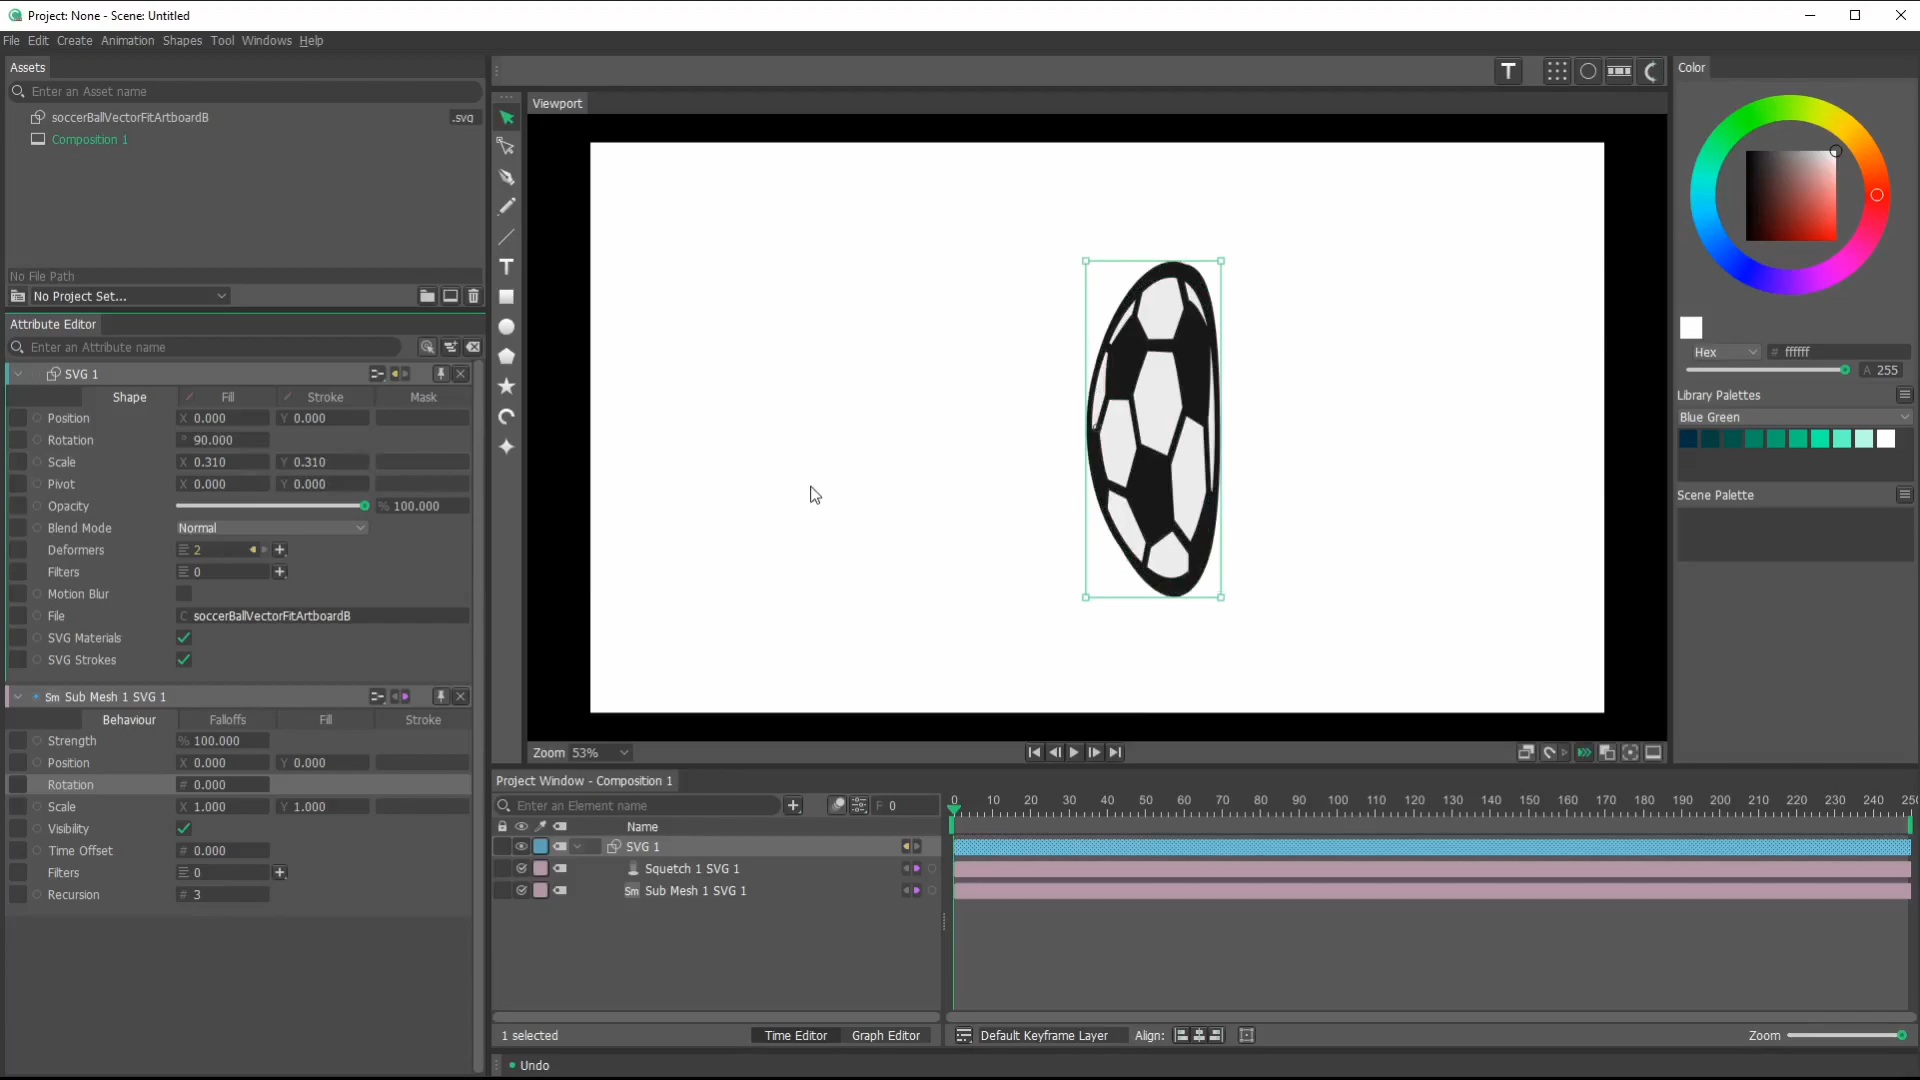 Project: None - Scene: Untitled
File Edit Create Animation Shapes Tool Windows Help
Assets
Enter an Asset name
soccerBallVectorFitArtboardB .svg
Composition 1
No File Path
No Project Set...
Attribute Editor
Enter an Attribute name
SVG 1
Shape Fill Stroke Mask
Position X 0.000 Y 0.000
Rotation ° 90.000
Scale X 0.310 Y 0.310
Pivot X 0.000 Y 0.000
Opacity % 100.000
Blend Mode Normal
Deformers 2
Filters 0
Motion Blur
File C soccerBallVectorFitArtboardB
SVG Materials
SVG Strokes
Sm Sub Mesh 1 SVG 1
Behaviour Falloffs Fill Stroke
Strength % 100.000
Position X 0.000 Y 0.000
Rotation # 0.000
Scale X 1.000 Y 1.000
Visibility
Time Offset # 0.000
Filters 0
Recursion # 3
T
Viewport
T
Zoom 53%
Project Window - Composition 1
Enter an Element name F 0
Name
SVG 1
Squetch 1 SVG 1
Sm Sub Mesh 1 SVG 1
0 10 20 30 40 50 60 70 80 90 100 110 120 130 140 150 160 170 180 190 200 210 220 230 240
1 selected Time Editor Graph Editor
Default Keyframe Layer Align: Zoom
Undo
Color
Hex # ffffff
A 255
Library Palettes
Blue Green
Scene Palette